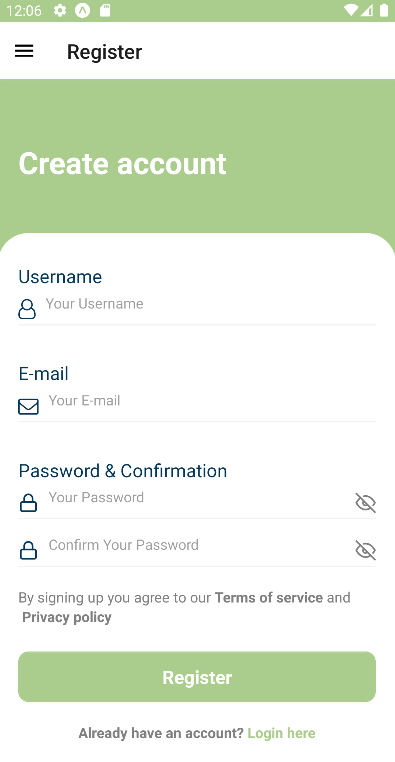 12:06
Register
Create account
Username
Your Username
E-mail
Your E-mail
Password & Confirmation
Your Password
Confirm Your Password
By signing up you agree to our Terms of service and
Privacy policy
Register
Already have an account? Login here